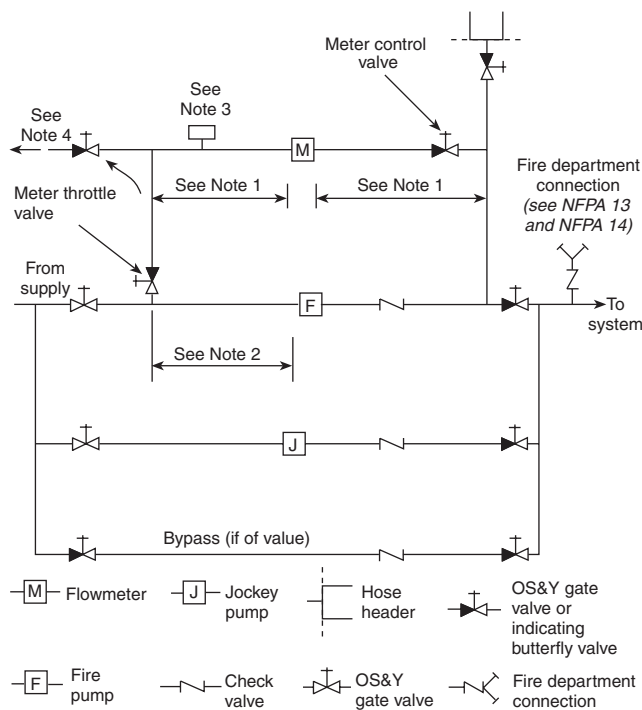 Meter control
valve
See
Note 3
See
Note 4
M
See Note 1
See Note 1
Fire department
connection
(see NFPA 13
and NFPA 14)
Meter throttle
valve
From
supply
F
To
system
See Note 2
J
Bypass (if of value)
M
Flowmeter
J
Jockey
pump
Hose
header
OS&Y gate
valve or
indicating
butterfly valve
F
Fire
pump
Check
valve
OS&Y
gate valve
Fire department
connection